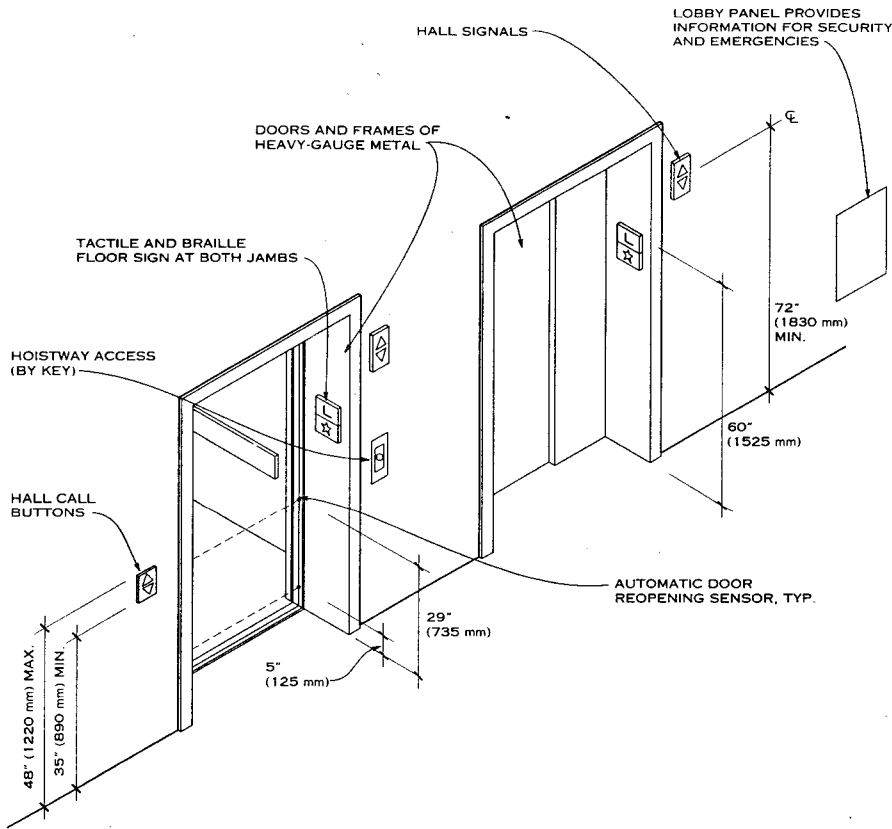 LOBBY PANEL PROVIDES
INFORMATION FOR SECURITY
AND EMERGENCIES
HALL SIGNALS
℄
DOORS AND FRAMES OF
HEAVY-GAUGE METAL
L
TACTILE AND BRAILLE
FLOOR SIGN AT BOTH JAMBS
72"
(1830 mm)
MIN.
HOISTWAY ACCESS
(BY KEY)
L
60"
(1525 mm)
HALL CALL
BUTTONS
AUTOMATIC DOOR
REOPENING SENSOR, TYP.
29"
(735 mm)
5"
(125 mm)
48" (1220 mm) MAX.
35" (890 mm) MIN.